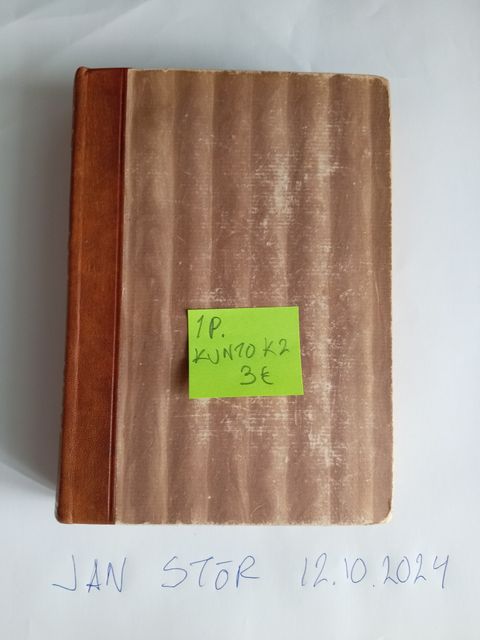 1P.
KUNTO K2
3€
JAN STÖR 12.10.2024